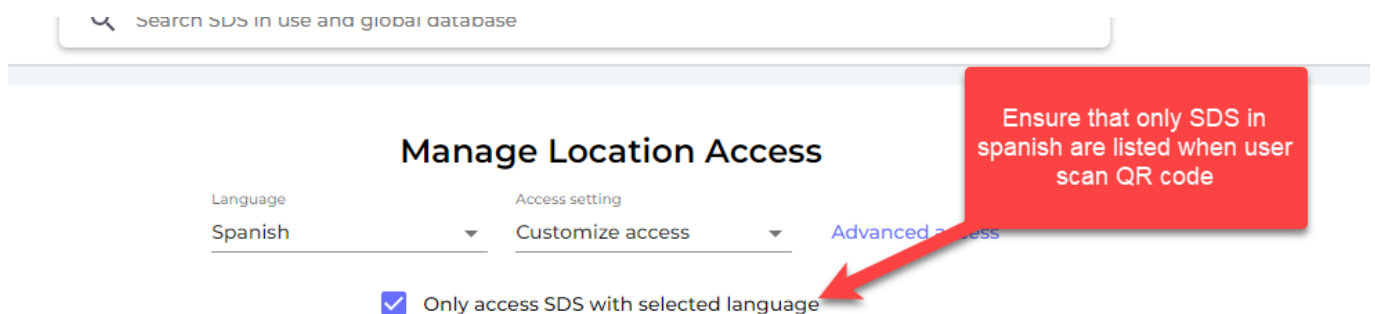 Search SDS in use and global database
Ensure that only SDS in
spanish are listed when user
scan QR code
Manage Location Access
Language
Access setting
Spanish
Customize access
Advanced access
Only access SDS with selected language